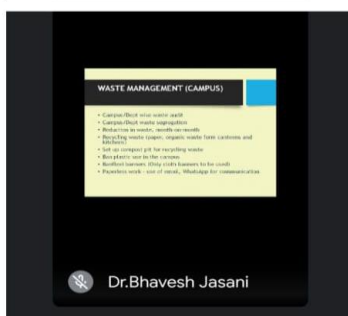 WASTE MANAGEMENT (CAMPUS)
• Campus/Dept wise waste audit
• Campus/Dept waste segregation
• Reduction in waste, month-on-month
• Recycling waste (paper, organic waste from canteens and
kitchens)
• Set up compost pit for recycling waste
• Ban plastic use in the campus
• banners (Only cloth banners to be used)
• Paperless work - use of email, Whatsapp for communication
Dr.Bhavesh Jasani